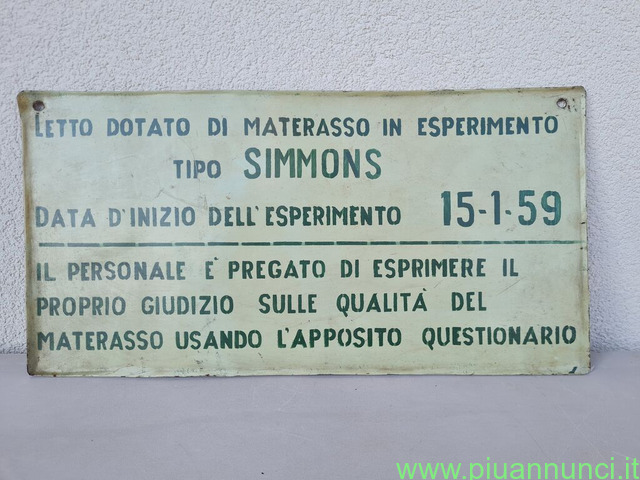 LETTO DOTATO DI MATERASSO IN ESPERIMENTO
TIPO SIMMONS
DATA D'INIZIO DELL'ESPERIMENTO 15-1-59
IL PERSONALE È PREGATO DI ESPRIMERE IL
PROPRIO GIUDIZIO SULLE QUALITÀ DEL
MATERASSO USANDO L'APPOSITO QUESTIONARIO
www.piuannunci.it